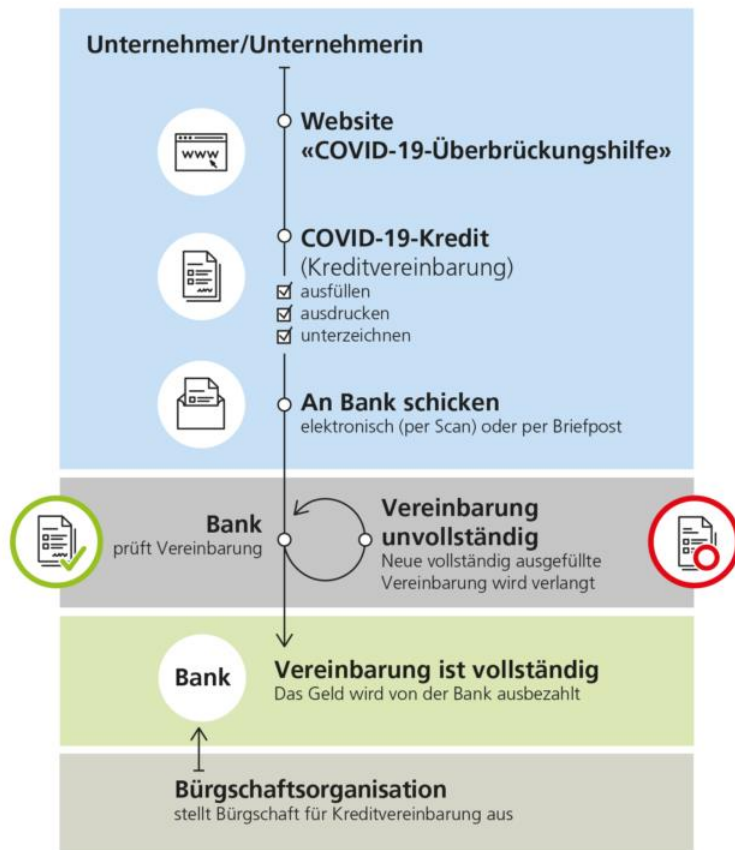 Unternehmer/Unternehmerin
www
Website
«COVID-19-Überbrückungshilfe»
COVID-19-Kredit
(Kreditvereinbarung)
ausfüllen
ausdrucken
unterzeichnen
An Bank schicken
elektronisch (per Scan) oder per Briefpost
Bank
prüft Vereinbarung
Vereinbarung
unvollständig
Neue vollständig ausgefüllte
Vereinbarung wird verlangt
Bank
Vereinbarung ist vollständig
Das Geld wird von der Bank ausbezahlt
Bürgschaftsorganisation
stellt Bürgschaft für Kreditvereinbarung aus